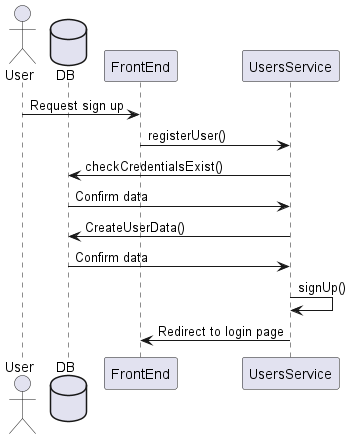 User DB FrontEnd UsersService
Request sign up
registerUser()
checkCredentialsExist()
Confirm data
CreateUserData()
Confirm data
signUp()
Redirect to login page
User DB FrontEnd UsersService